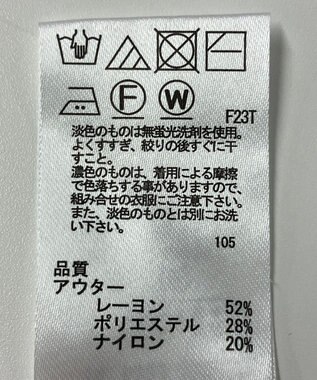 F W F23T
淡色のものは無蛍光洗剤を使用。
よくすすぎ、絞りの後すぐに干
すこと。
濃色のものは、着用による摩擦
で色落ちする事がありますので、
組み合せの衣服にご注意下さい。
また、淡色のものとは別にお洗
い下さい。
105
品質
アウター
レーヨン 52%
ポリエステル 28%
ナイロン 20%